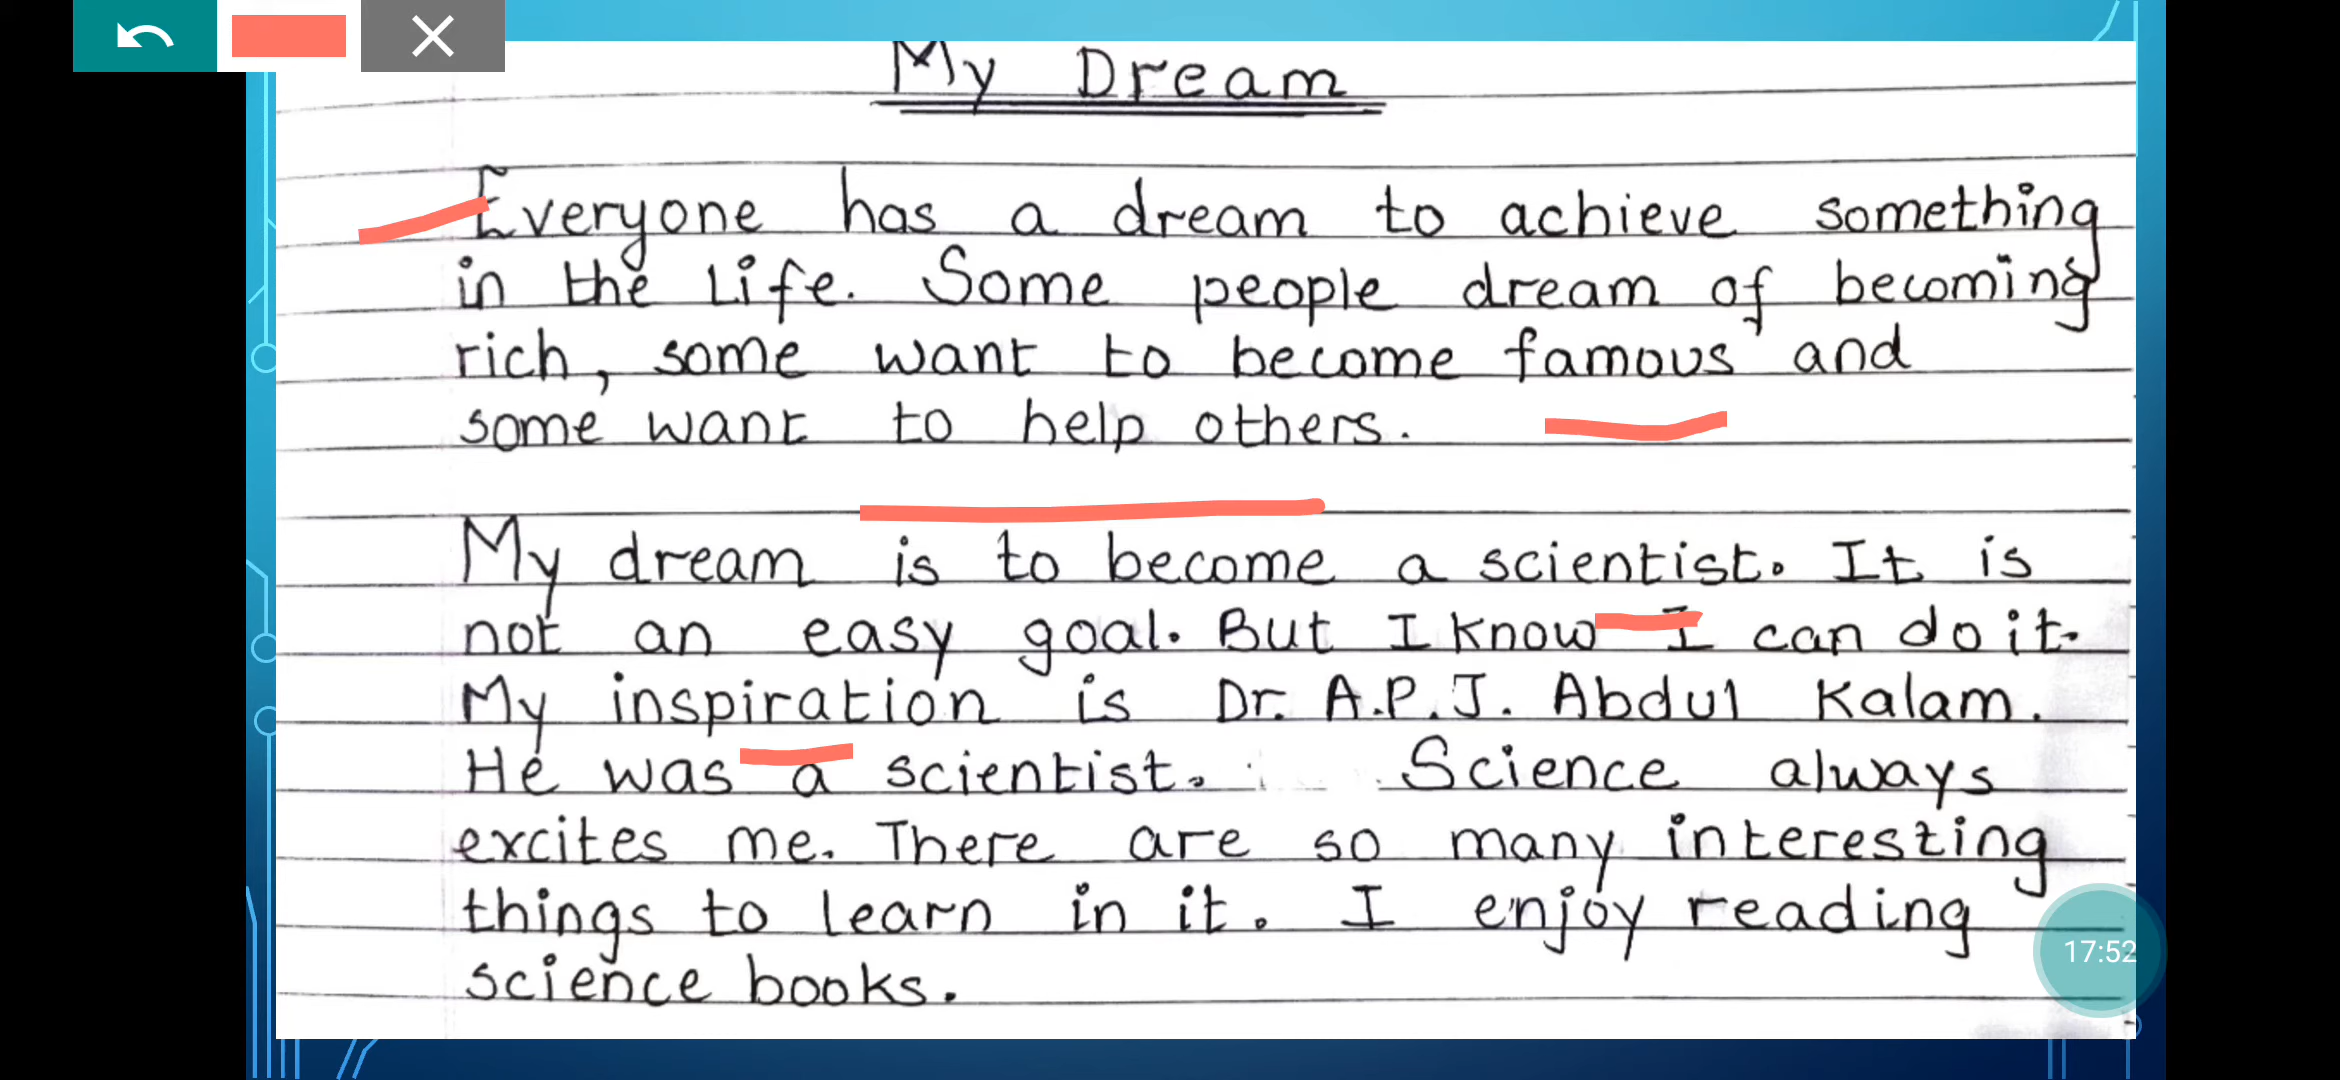 My Dream
Everyone has a dream to achieve something
in the Life. Some people dream of becoming
rich, some want to become famous and
some want to help others.
My dream is to become a scientist. It is
not an easy goal. But I know I can do it.
My inspiration is Dr. A.P.J. Abdul Kalam.
He was a scientist. Science always
excites me. There are so many interesting
things to learn in it. I enjoy reading
science books.
17:52